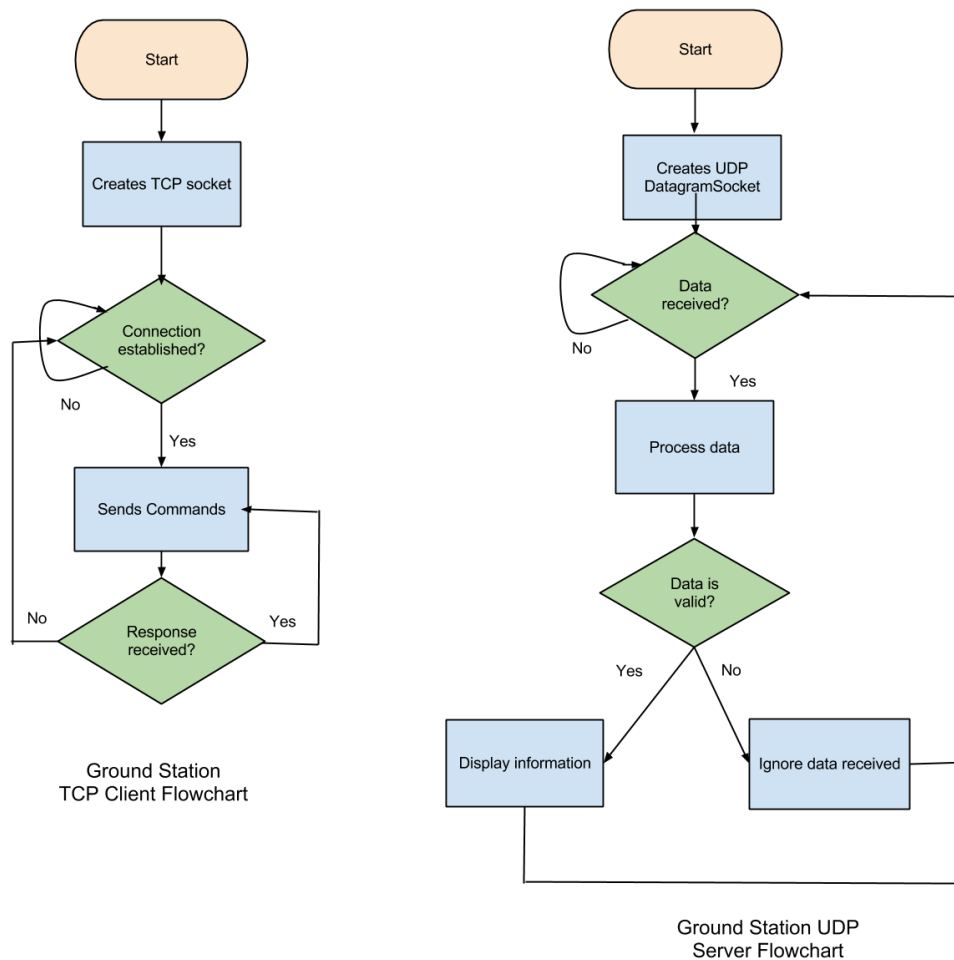 Start
Creates TCP socket
Connection
established?
No
Yes
Sends Commands
No
Response
received?
Yes
Ground Station
TCP Client Flowchart
Start
Creates UDP
DatagramSocket
Data
received?
No
Yes
Process data
Data is
valid?
Yes
No
Display information
Ignore data received
Ground Station UDP
Server Flowchart